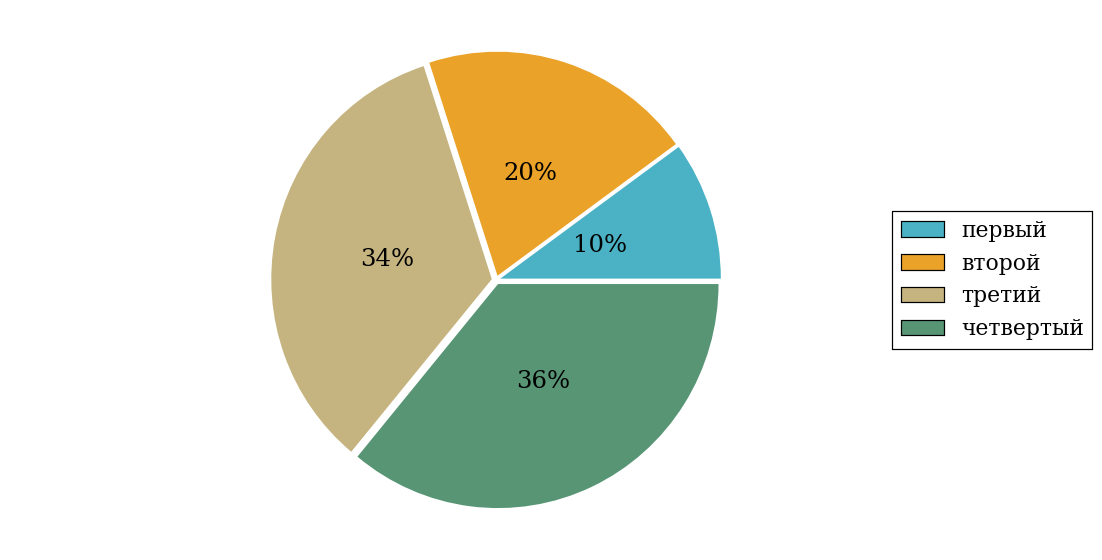 20%
10%
34%
36%
первый
второй
третий
четвертый